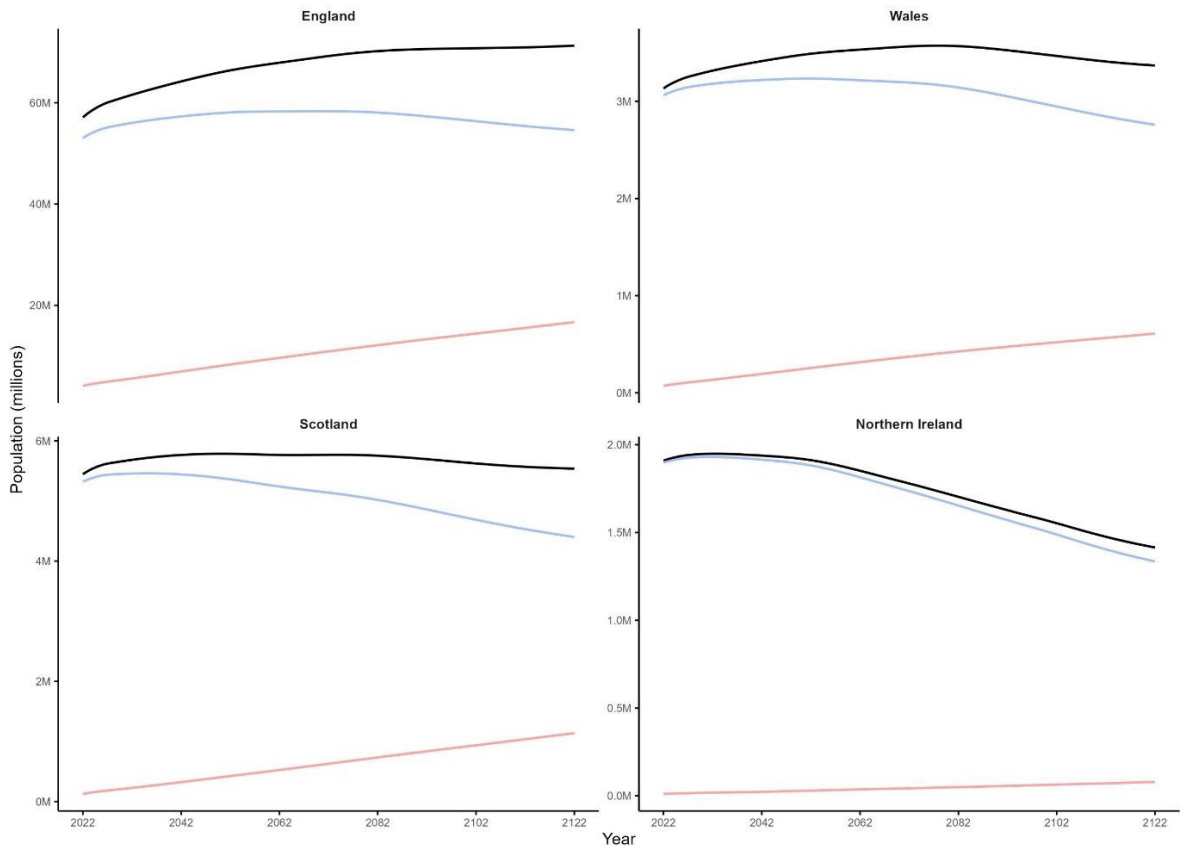 England
Wales
60M
40M
20M
3M
2M
1M
0M
Population (millions)
Scotland
Northern Ireland
6M
4M
2M
0M
2.0M
1.5M
1.0M
0.5M
0.0M
2022 2042 2062 2082 2102 2122
2022 2042 2062 2082 2102 2122
Year